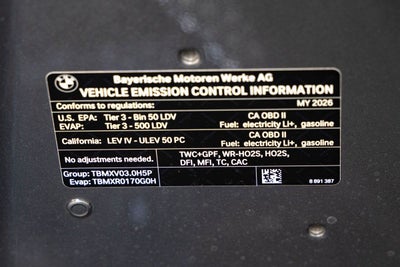 BMW
Bayerische Motoren Werke AG
VEHICLE EMISSION CONTROL INFORMATION
Conforms to regulations: MY 2026
U.S. EPA: Tier 3 - Bin 50 LDV CA OBD II
EVAP: Tier 3 - 500 LDV Fuel: electricity Li+, gasoline
California: LEV IV - ULEV 50 PC CA OBD II
Fuel: electricity Li+, gasoline
No adjustments needed. TWC+GPF, WR-HO2S, HO2S,
DFI, MFI, TC, CAC
Group: TBMXV03.0H5P
Evap: TBMXR0170G0H
8 891 387